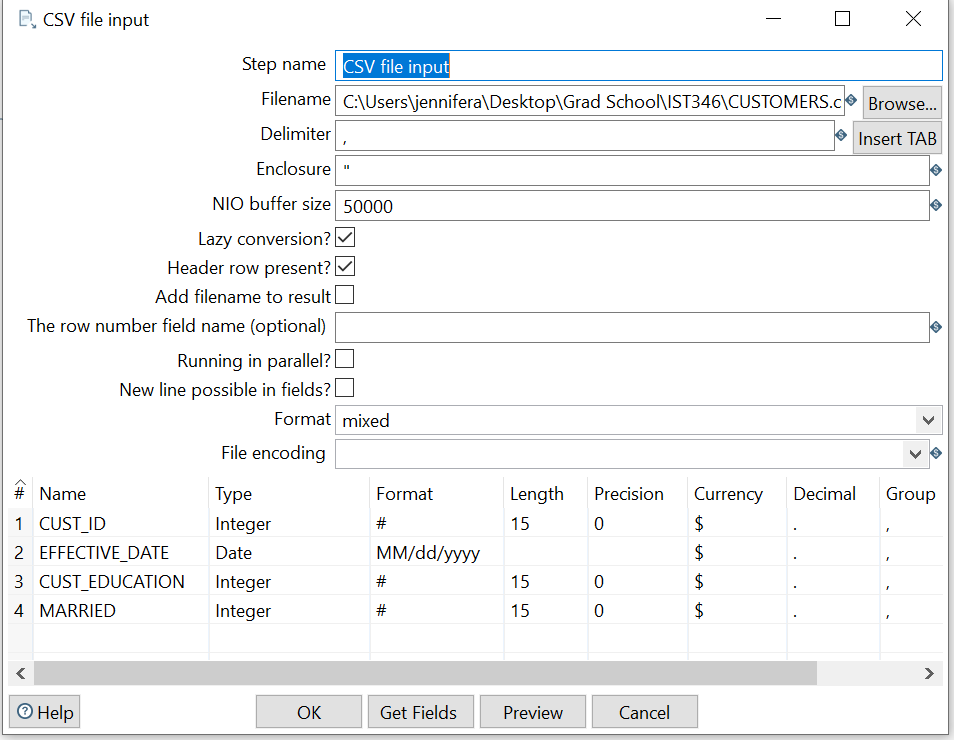 CSV file input
Step name CSV file input
Filename C:\Users\jennifera\Desktop\Grad School\IST346\CUSTOMERS.c Browse...
Delimiter , Insert TAB
Enclosure "
NIO buffer size 50000
Lazy conversion?
Header row present?
Add filename to result
The row number field name (optional)
Running in parallel?
New line possible in fields?
Format mixed
File encoding
# Name Type Format Length Precision Currency Decimal Group
1 CUST_ID Integer # 15 0 $ . ,
2 EFFECTIVE_DATE Date MM/dd/yyyy $ . ,
3 CUST_EDUCATION Integer # 15 0 $ . ,
4 MARRIED Integer # 15 0 $ . ,
Help OK Get Fields Preview Cancel